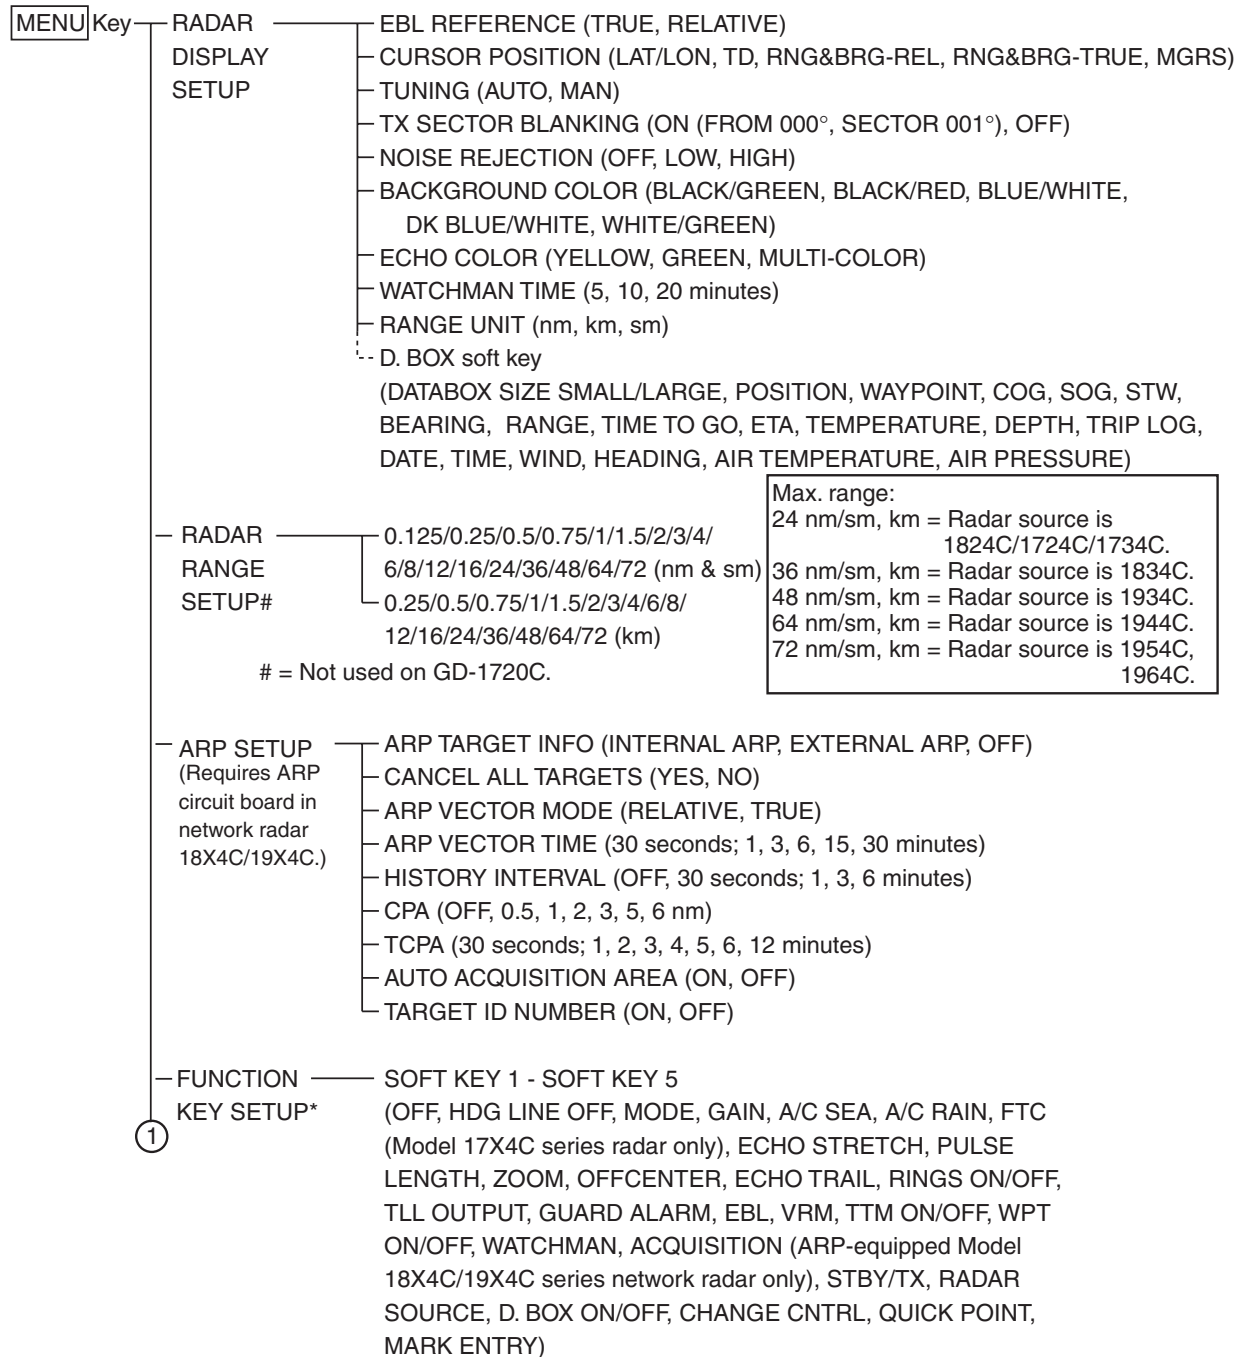 MENU Key
RADAR
DISPLAY
SETUP
EBL REFERENCE (TRUE, RELATIVE)
CURSOR POSITION (LAT/LON, TD, RNG&BRG-REL, RNG&BRG-TRUE, MGRS)
TUNING (AUTO, MAN)
TX SECTOR BLANKING (ON (FROM 000°, SECTOR 001°), OFF)
NOISE REJECTION (OFF, LOW, HIGH)
BACKGROUND COLOR (BLACK/GREEN, BLACK/RED, BLUE/WHITE,
DK BLUE/WHITE, WHITE/GREEN)
ECHO COLOR (YELLOW, GREEN, MULTI-COLOR)
WATCHMAN TIME (5, 10, 20 minutes)
RANGE UNIT (nm, km, sm)
D. BOX soft key
(DATABOX SIZE SMALL/LARGE, POSITION, WAYPOINT, COG, SOG, STW,
BEARING, RANGE, TIME TO GO, ETA, TEMPERATURE, DEPTH, TRIP LOG,
DATE, TIME, WIND, HEADING, AIR TEMPERATURE, AIR PRESSURE)
RADAR
RANGE
SETUP#
0.125/0.25/0.5/0.75/1/1.5/2/3/4/
6/8/12/16/24/36/48/64/72 (nm & sm)
0.25/0.5/0.75/1/1.5/2/3/4/6/8/
12/16/24/36/48/64/72 (km)
# = Not used on GD-1720C.
Max. range:
24 nm/sm, km = Radar source is
1824C/1724C/1734C.
36 nm/sm, km = Radar source is 1834C.
48 nm/sm, km = Radar source is 1934C.
64 nm/sm, km = Radar source is 1944C.
72 nm/sm, km = Radar source is 1954C,
1964C.
ARP SETUP
(Requires ARP
circuit board in
network radar
18X4C/19X4C.)
ARP TARGET INFO (INTERNAL ARP, EXTERNAL ARP, OFF)
CANCEL ALL TARGETS (YES, NO)
ARP VECTOR MODE (RELATIVE, TRUE)
ARP VECTOR TIME (30 seconds; 1, 3, 6, 15, 30 minutes)
HISTORY INTERVAL (OFF, 30 seconds; 1, 3, 6 minutes)
CPA (OFF, 0.5, 1, 2, 3, 5, 6 nm)
TCPA (30 seconds; 1, 2, 3, 4, 5, 6, 12 minutes)
AUTO ACQUISITION AREA (ON, OFF)
TARGET ID NUMBER (ON, OFF)
FUNCTION
KEY SETUP*
SOFT KEY 1 - SOFT KEY 5
(OFF, HDG LINE OFF, MODE, GAIN, A/C SEA, A/C RAIN, FTC
(Model 17X4C series radar only), ECHO STRETCH, PULSE
LENGTH, ZOOM, OFFCENTER, ECHO TRAIL, RINGS ON/OFF,
TLL OUTPUT, GUARD ALARM, EBL, VRM, TTM ON/OFF, WPT
ON/OFF, WATCHMAN, ACQUISITION (ARP-equipped Model
18X4C/19X4C series network radar only), STBY/TX, RADAR
SOURCE, D. BOX ON/OFF, CHANGE CNTRL, QUICK POINT,
MARK ENTRY)
1